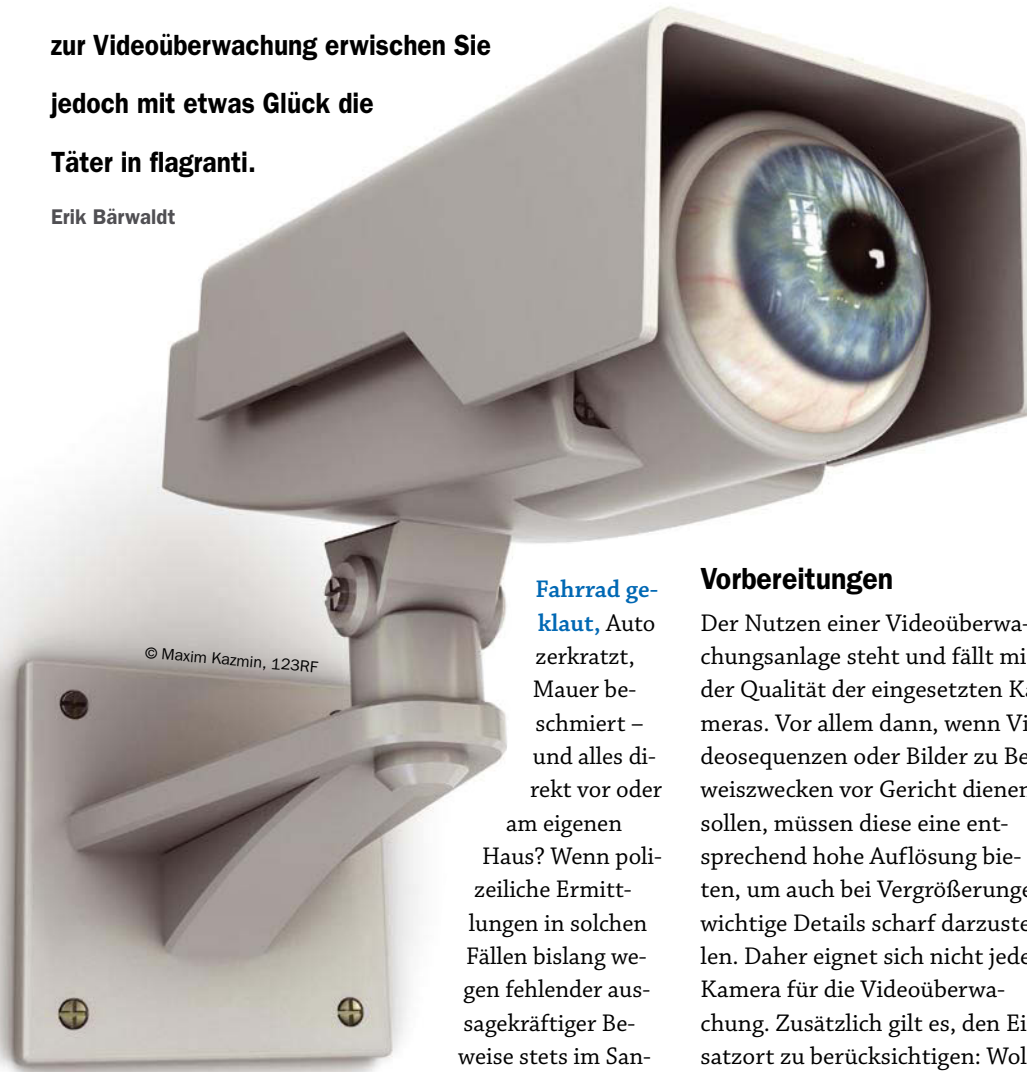 zur Videoüberwachung erwischen Sie
jedoch mit etwas Glück die
Täter in flagranti.
Erik Bärwaldt
© Maxim Kazmin, 123RF
Fahrrad ge-
klaut, Auto
zerkratzt,
Mauer be-
schmiert –
und alles di-
rekt vor oder
am eigenen
Haus? Wenn poli-
zeiliche Ermitt-
lungen in solchen
Fällen bislang we-
gen fehlender aus-
sagekräftiger Be-
weise stets im San-
Vorbereitungen
Der Nutzen einer Videoüberwa-
chungsanlage steht und fällt mi
der Qualität der eingesetzten Ka
meras. Vor allem dann, wenn Vi
deosequenzen oder Bilder zu Be
weiszwecken vor Gericht dienen
sollen, müssen diese eine ent-
sprechend hohe Auflösung bie-
ten, um auch bei Vergrößerunge
wichtige Details scharf darzuste
len. Daher eignet sich nicht jede
Kamera für die Videoüberwa-
chung. Zusätzlich gilt es, den Ei
satzort zu berücksichtigen: Wol